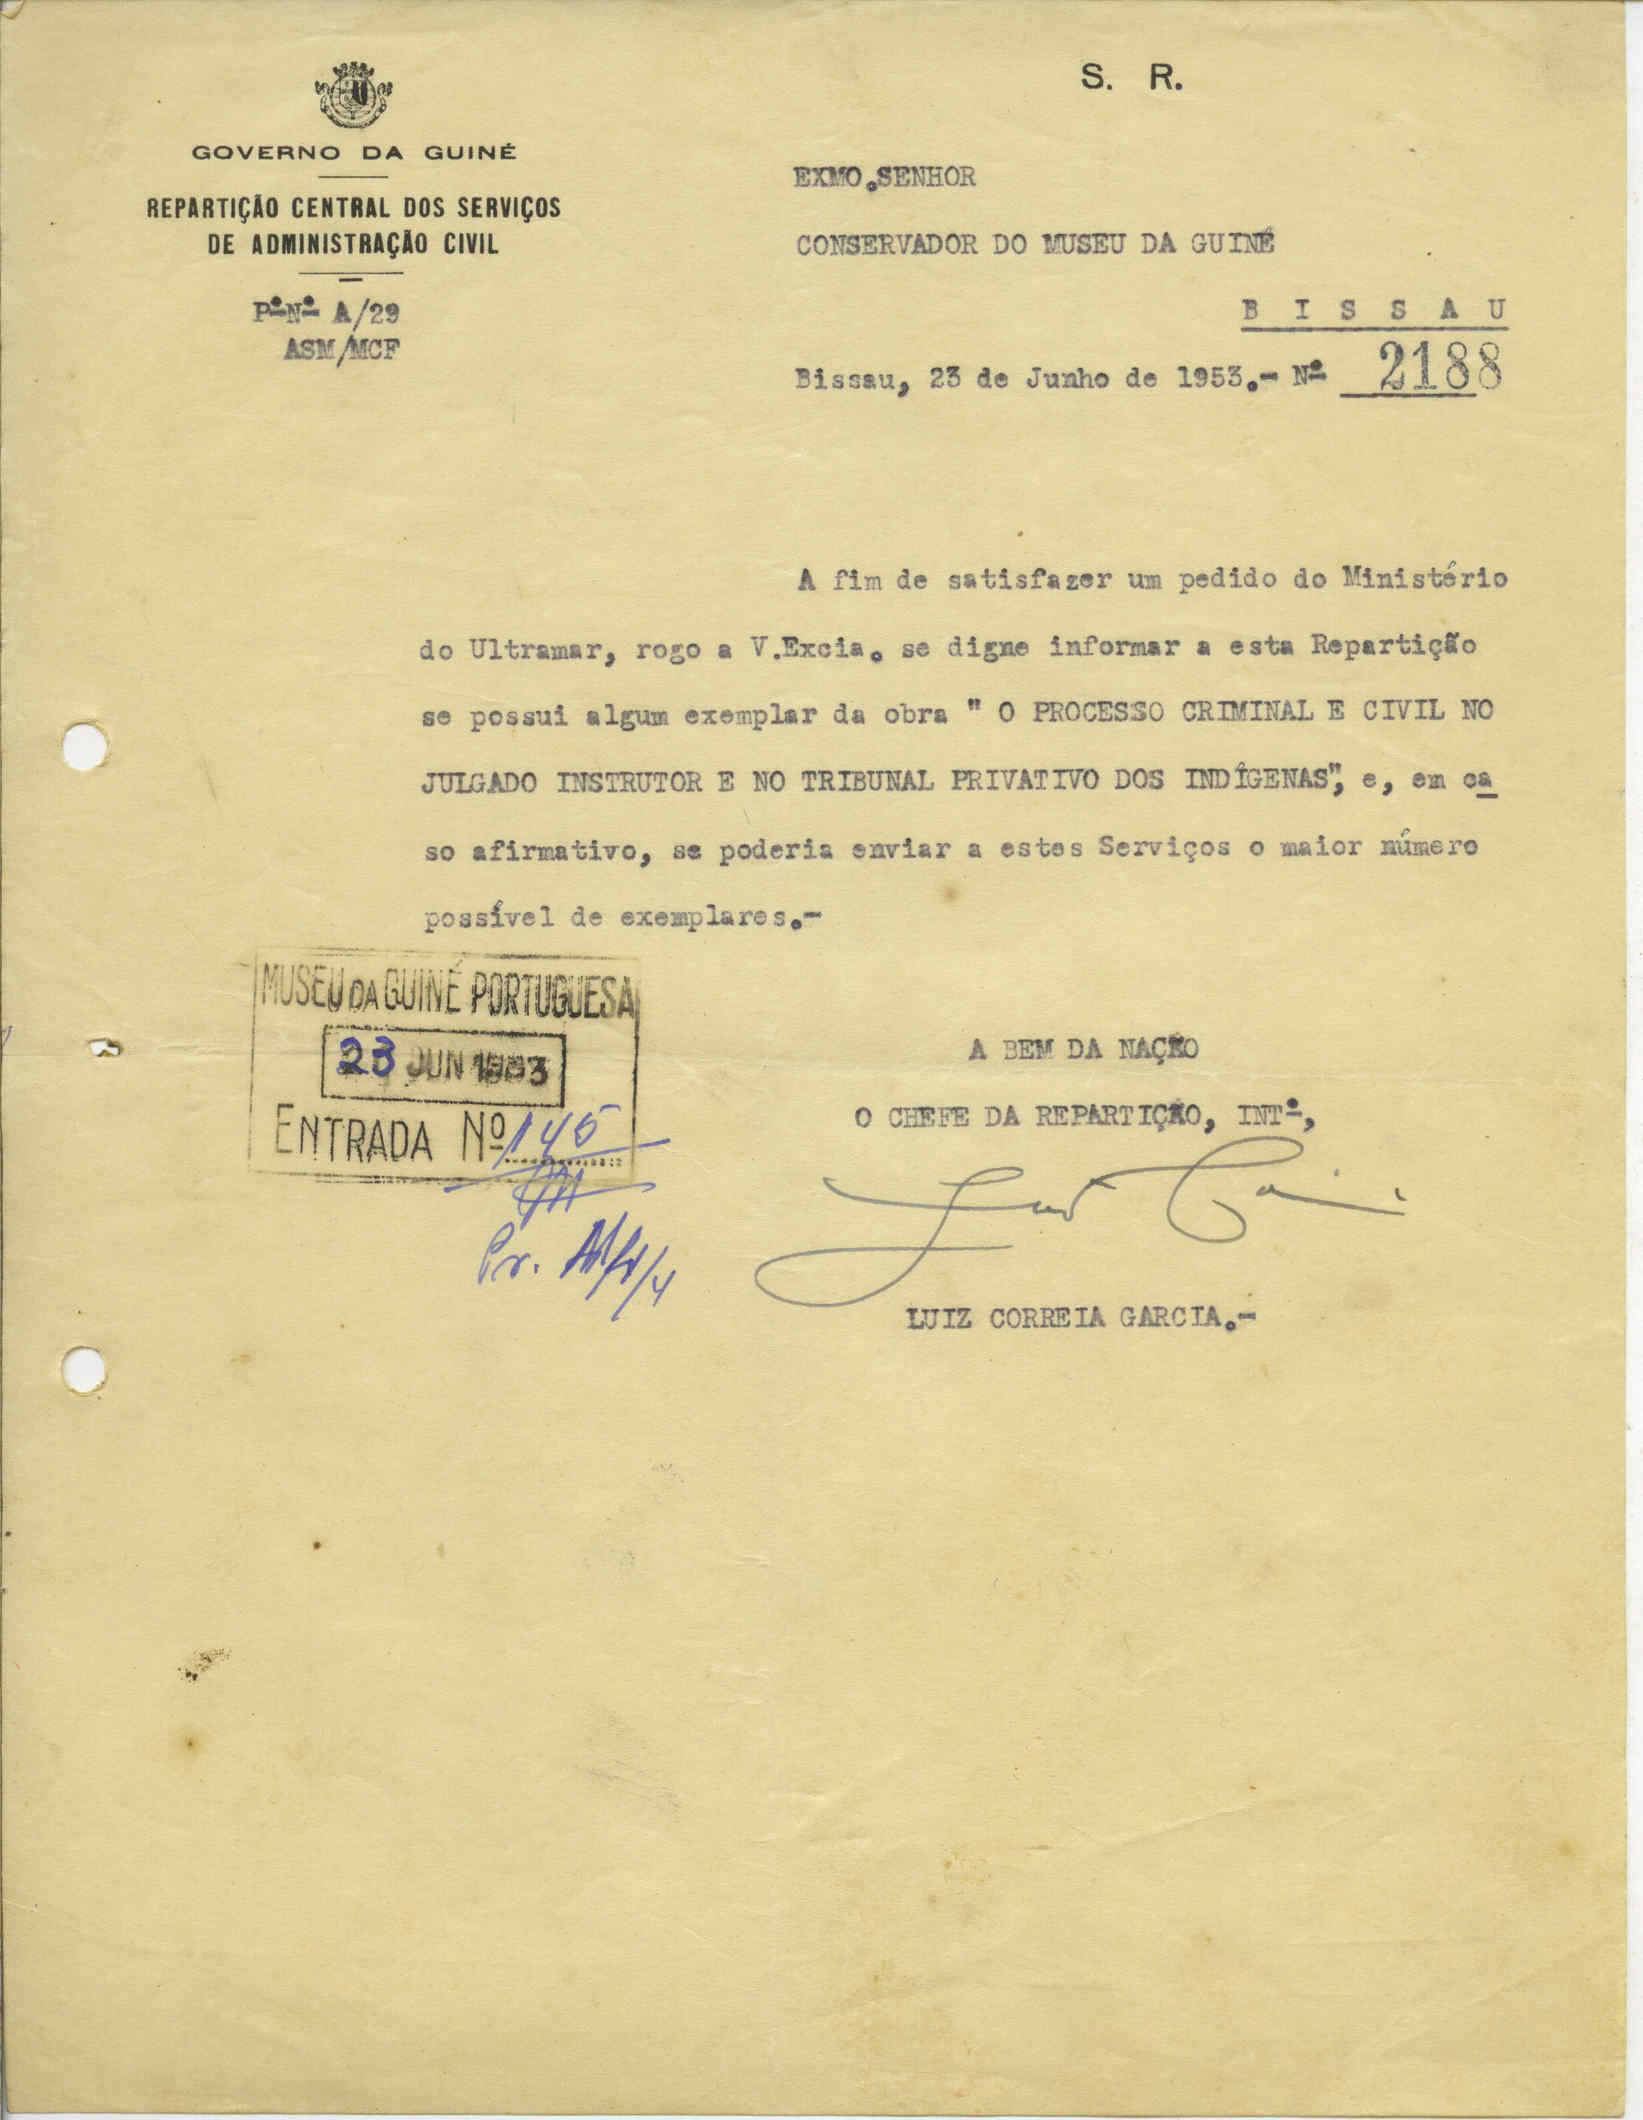 S. R.
GOVERNO DA GUINÉ
REPARTIÇÃO CENTRAL DOS SERVIÇOS
DE ADMINISTRAÇÃO CIVIL
Pº Nº A/29
ASM/MCF
EXMO.SENHOR
CONSERVADOR DO MUSEU DA GUINÉ
B I S S A U
Bissau, 23 de Junho de 1953.- Nº 2188
A fim de satisfazer um pedido do Ministério
do Ultramar, rogo a V.Excia. se digne informar a esta Repartição
se possui algum exemplar da obra " O PROCESSO CRIMINAL E CIVIL NO
JULGADO INSTRUTOR E NO TRIBUNAL PRIVATIVO DOS INDÍGENAS", e, em ca
so afirmativo, se poderia enviar a estes Serviços o maior número
possível de exemplares.-
MUSEU DA GUINÉ PORTUGUESA
23 JUN 1953
ENTRADA Nº 145
Pr.
A BEM DA NAÇÃO
O CHEFE DA REPARTIÇÃO, INTº,
LUIZ CORREIA GARCIA.-